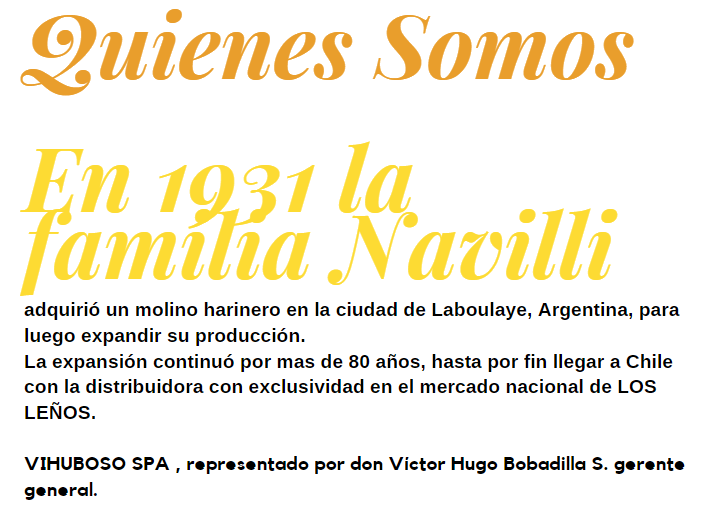 Quienes Somos
En 1931 la
familia Navilli
adquirió un molino harinero en la ciudad de Laboulaye, Argentina, para
luego expandir su producción.
La expansión continuó por mas de 80 años, hasta por fin llegar a Chile
con la distribuidora con exclusividad en el mercado nacional de LOS
LEÑOS.
VIHUBOSO SPA , representado por don Víctor Hugo Bobadilla S. gerente
general.